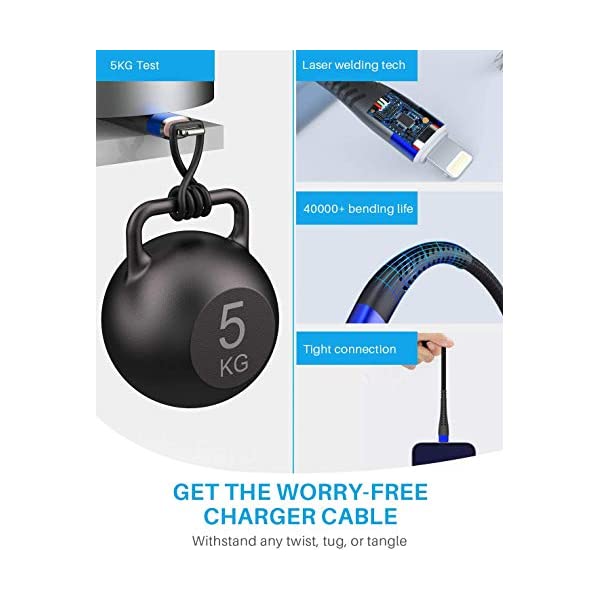 5KG Test
Laser welding tech
40000+ bending life
5
KG
Tight connection
GET THE WORRY-FREE
CHARGER CABLE
Withstand any twist, tug, or tangle